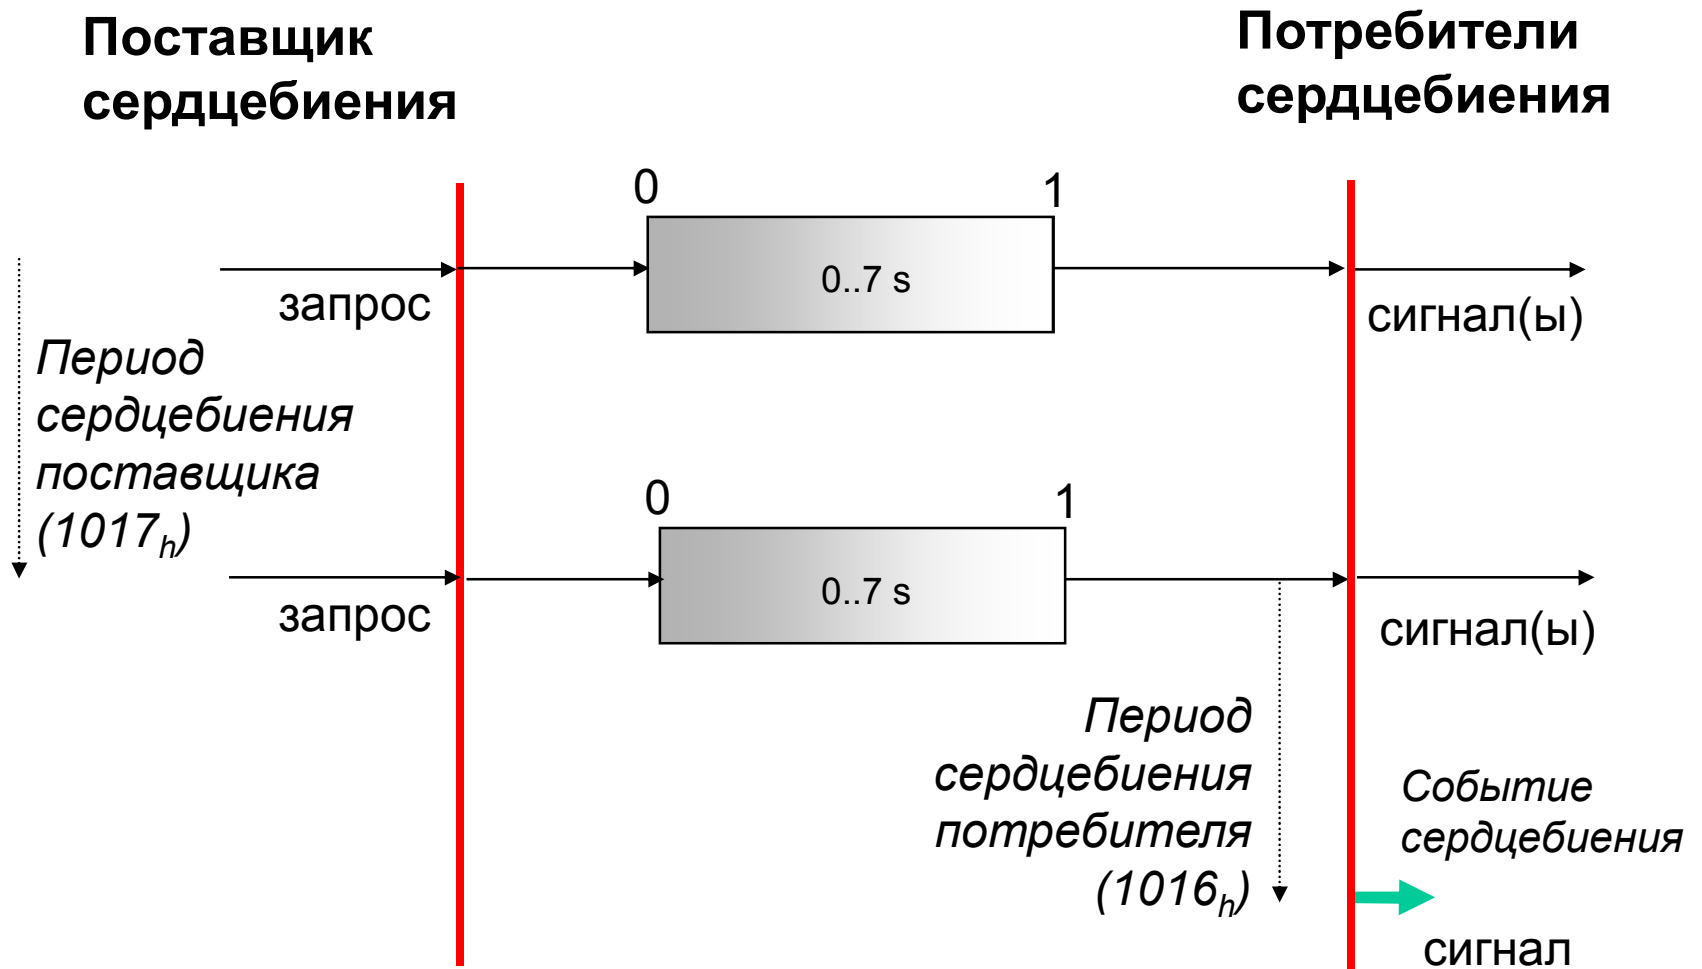 Поставщик
сердцебиения
Потребители
сердцебиения
0
1
0..7 s
запрос
сигнал(ы)
Период
сердцебиения
поставщика
(1017h)
0
1
0..7 s
запрос
сигнал(ы)
Период
сердцебиения
потребителя
(1016h)
Событие
сердцебиения
сигнал